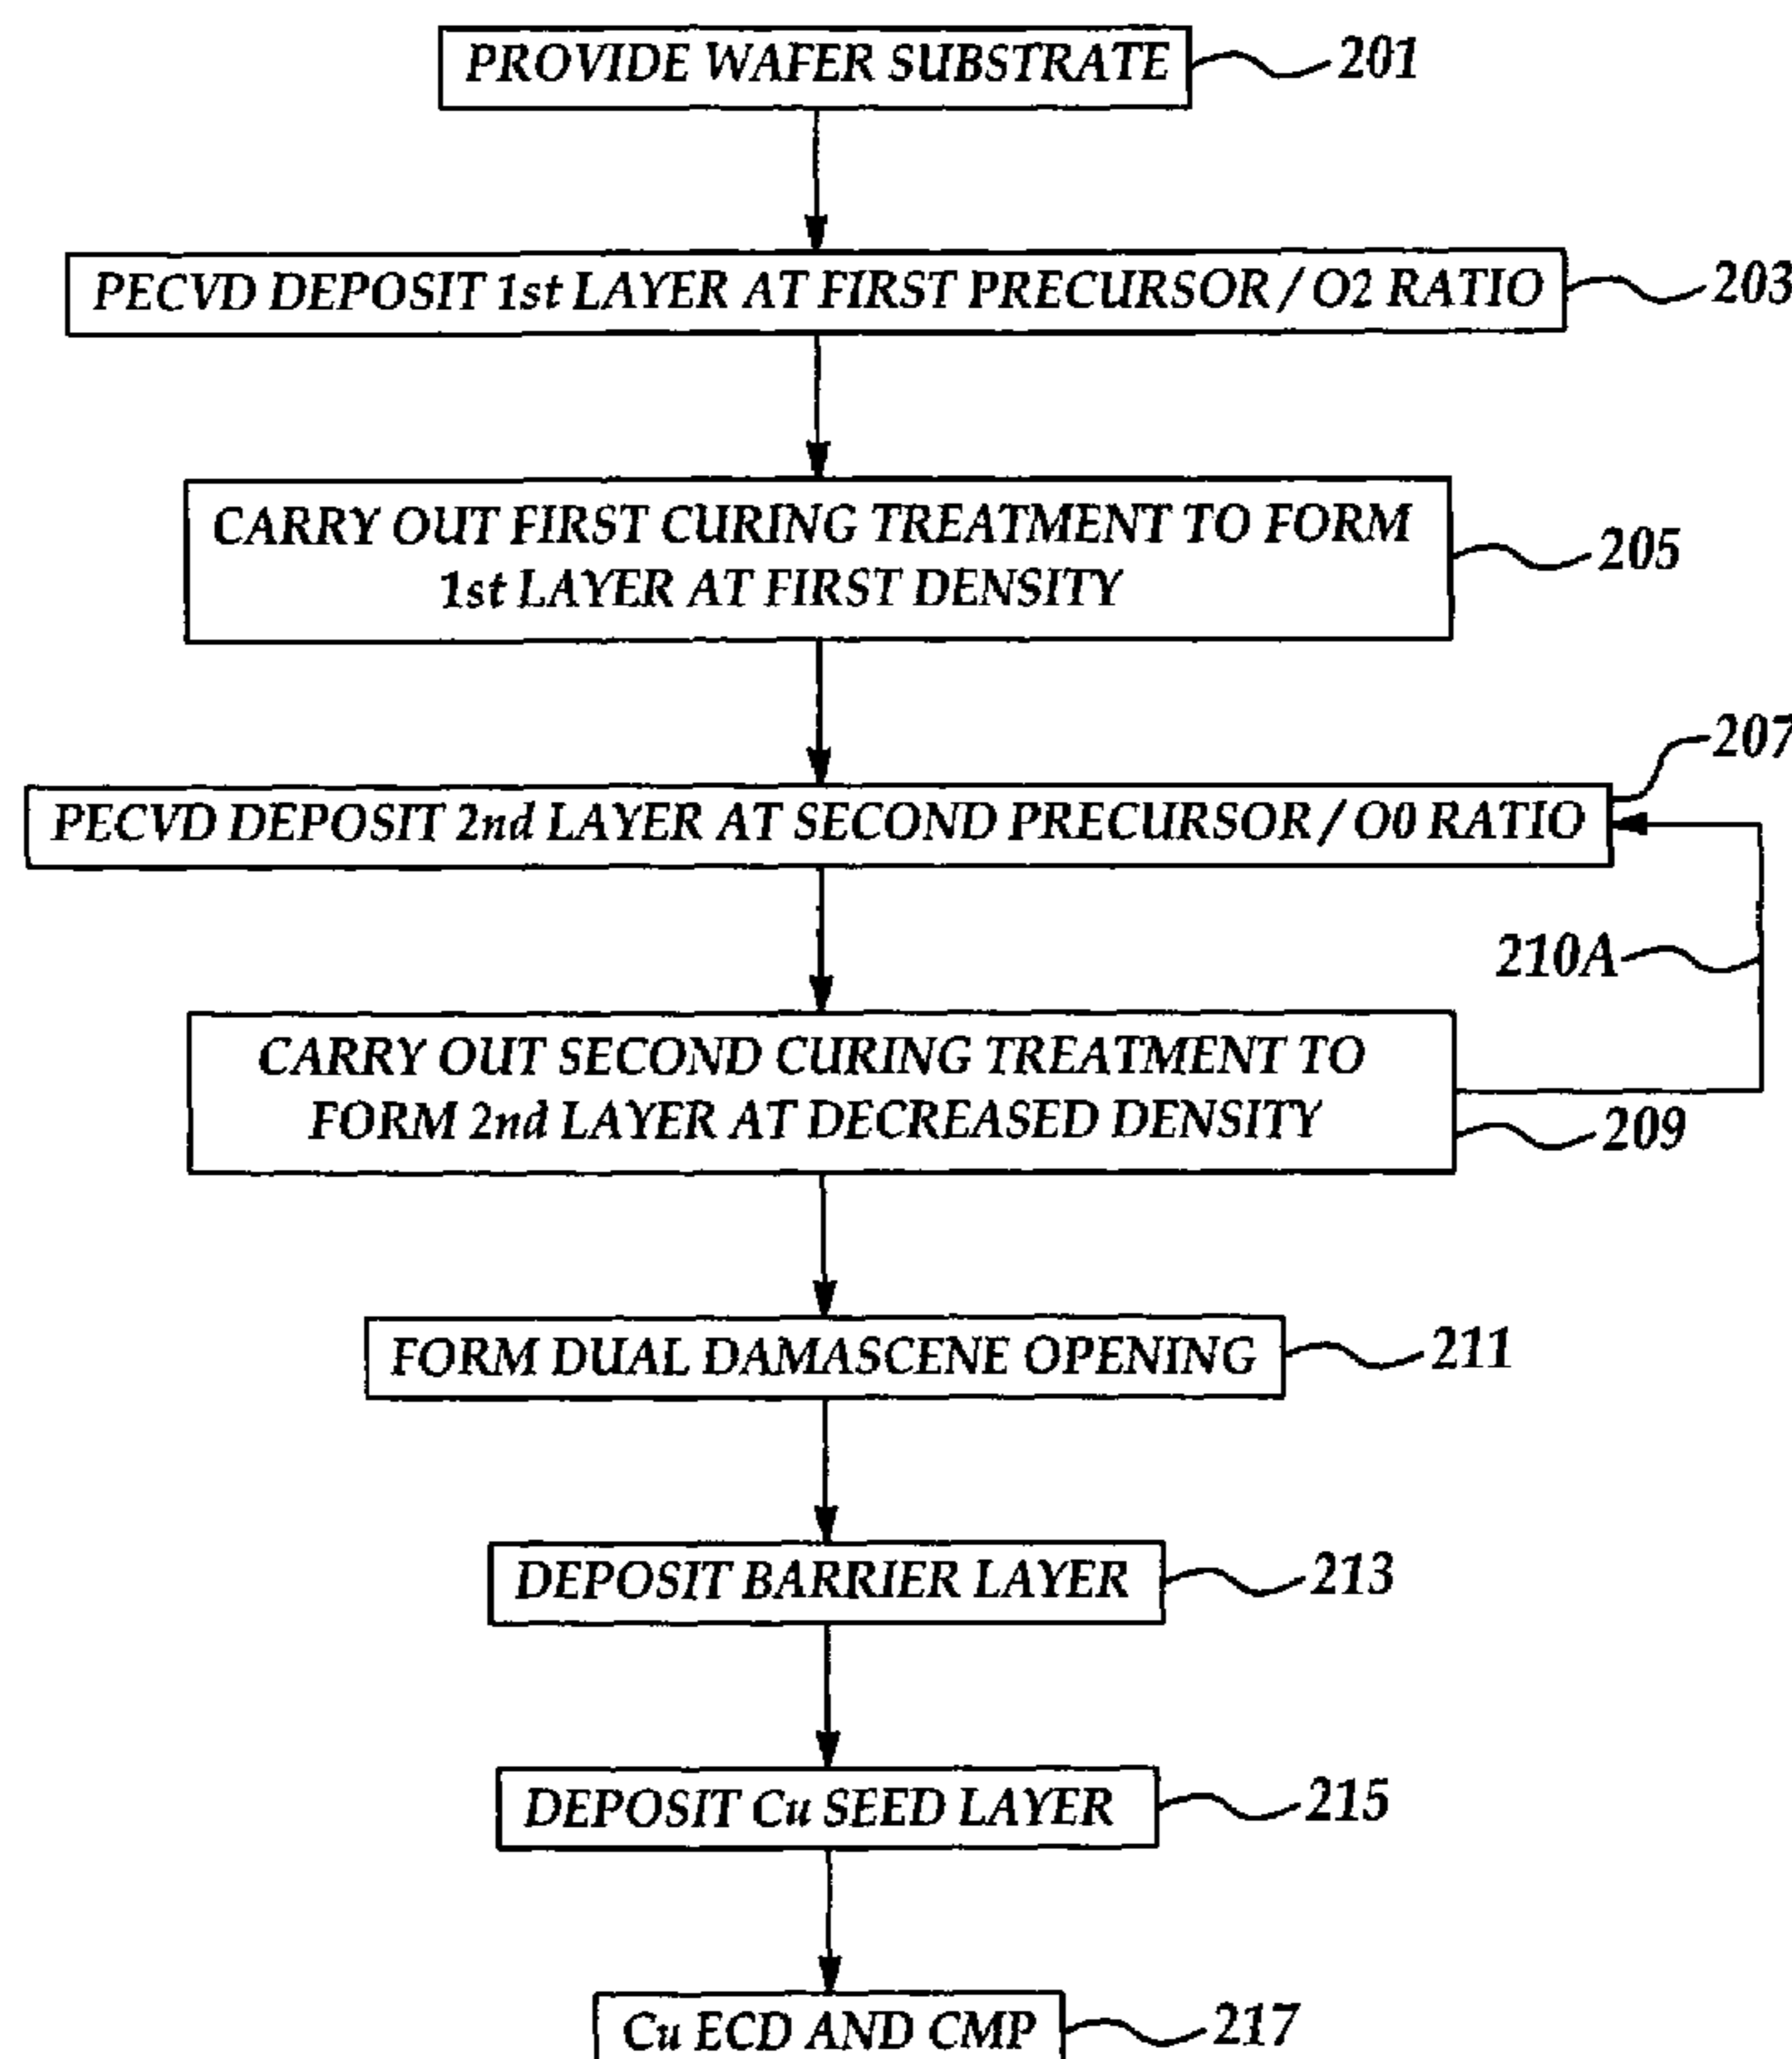 PROVIDE WAFER SUBSTRATE 201
PECVD DEPOSIT 1st LAYER AT FIRST PRECURSOR / O2 RATIO 203
CARRY OUT FIRST CURING TREATMENT TO FORM
1st LAYER AT FIRST DENSITY
205
PECVD DEPOSIT 2nd LAYER AT SECOND PRECURSOR / O0 RATIO
207
210A
CARRY OUT SECOND CURING TREATMENT TO
FORM 2nd LAYER AT DECREASED DENSITY
209
FORM DUAL DAMASCENE OPENING 211
DEPOSIT BARRIER LAYER 213
DEPOSIT Cu SEED LAYER 215
Cu ECD AND CMP 217